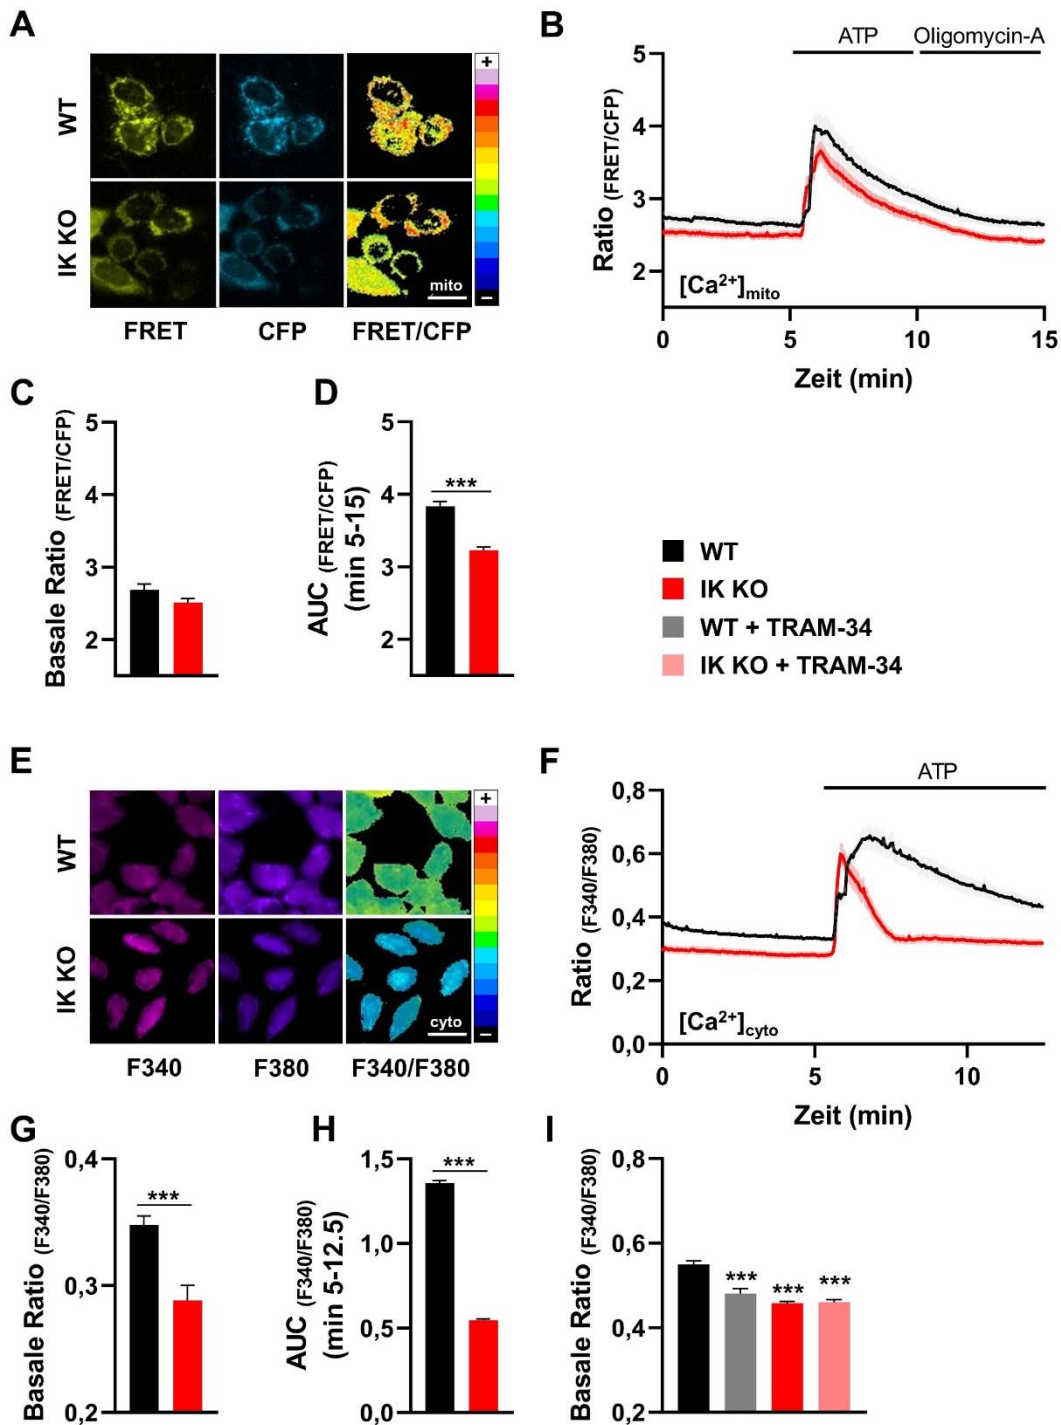 A
WT
IK KO
+
–
mito
FRET
CFP
FRET/CFP
B
ATP
Oligomycin-A
Ratio (FRET/CFP)
5
4
3
2
[Ca²⁺]mito
0
5
10
15
Zeit (min)
C
Basale Ratio (FRET/CFP)
5
4
3
2
D
AUC (FRET/CFP)
(min 5-15)
5
4
3
2
***
WT
IK KO
WT + TRAM-34
IK KO + TRAM-34
E
WT
IK KO
+
–
cyto
F340
F380
F340/F380
F
ATP
Ratio (F340/F380)
0,8
0,6
0,4
0,2
0,0
[Ca²⁺]cyto
0
5
10
Zeit (min)
G
Basale Ratio (F340/F380)
0,4
0,3
0,2
***
H
AUC (F340/F380)
(min 5-12.5)
1,5
1,0
0,5
0,0
***
I
Basale Ratio (F340/F380)
0,8
0,6
0,4
0,2
*** *** ***